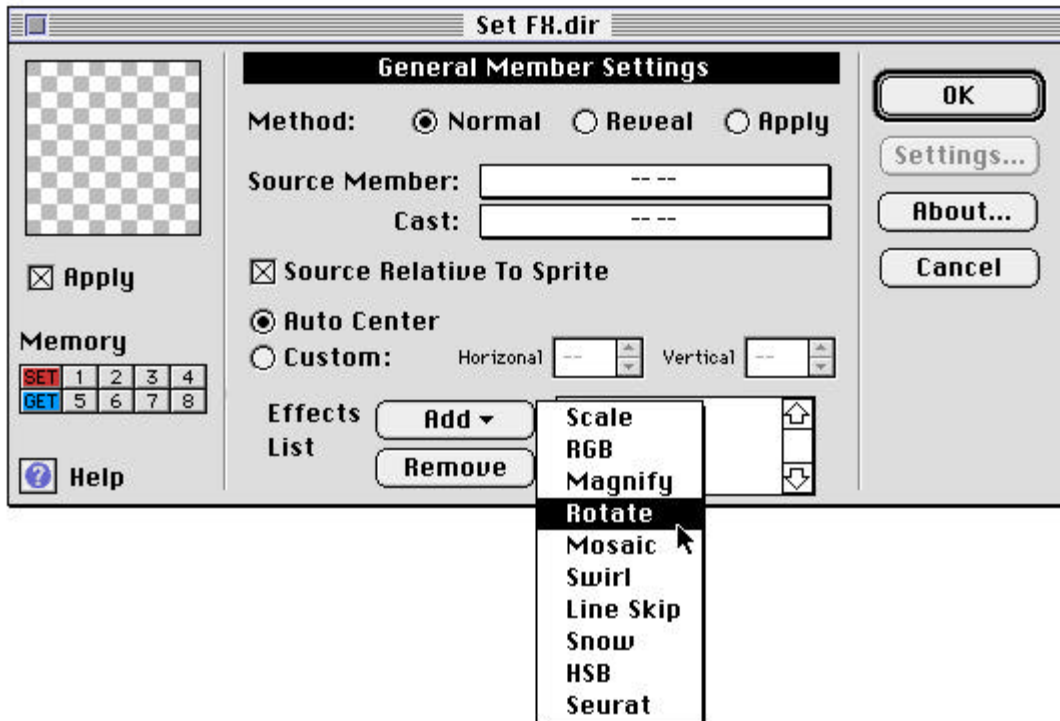 Set FX.dir
General Member Settings
Method: Normal Reveal Apply
Source Member: -- --
Cast: -- --
Source Relative To Sprite
Auto Center
Custom: Horizonal -- Vertical --
Effects List
Add
Remove
Scale
RGB
Magnify
Rotate
Mosaic
Swirl
Line Skip
Snow
HSB
Seurat
Apply
Memory
SET 1 2 3 4
GET 5 6 7 8
? Help
OK
Settings...
About...
Cancel